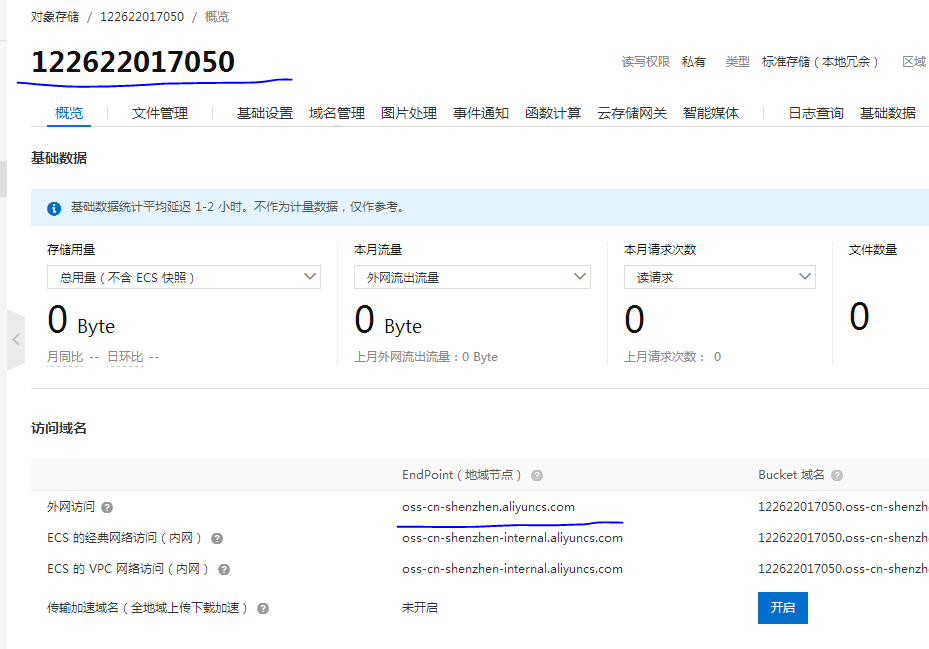 对象存储 / 122622017050 / 概览
122622017050
读写权限 私有 类型 标准存储（本地冗余） 区域
概览 文件管理 基础设置 域名管理 图片处理 事件通知 函数计算 云存储网关 智能媒体 日志查询 基础数据
基础数据
基础数据统计平均延迟 1-2 小时。不作为计量数据，仅作参考。
存储用量 本月流量 本月请求次数 文件数量
总用量（不含 ECS 快照） 外网流出流量 读请求
0 Byte 0 Byte 0 0
月同比 -- 日环比 -- 上月外网流出流量：0 Byte 上月请求次数： 0
访问域名
EndPoint（地域节点） Bucket 域名
外网访问 oss-cn-shenzhen.aliyuncs.com 122622017050.oss-cn-shenzh
ECS 的经典网络访问（内网） oss-cn-shenzhen-internal.aliyuncs.com 122622017050.oss-cn-shenzh
ECS 的 VPC 网络访问（内网） oss-cn-shenzhen-internal.aliyuncs.com 122622017050.oss-cn-shenzh
传输加速域名（全地域上传下载加速） 未开启 开启